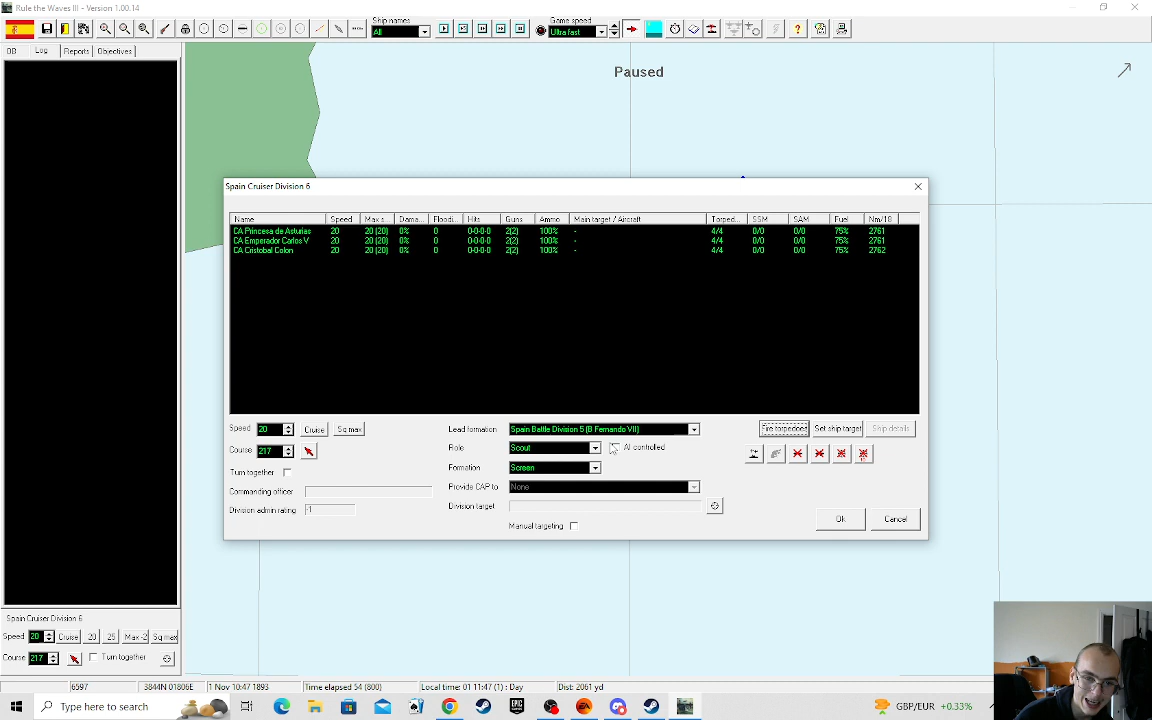 Rule the Waves III - Version 1.00.14
Ship names
All
Game speed
Ultra fast
OB Log Reports Objectives
Paused
Spain Cruiser Division 6
Name Speed Max s... Dama... Floodi... Hits Guns Ammo Main target / Aircraft Torped... SSM SAM Fuel Nm/18
CA Princesa de Asturias 20 20 (20) 0% 0 0-0-0-0 2(2) 100% - 4/4 0/0 0/0 75% 2761
CA Emperador Carlos V 20 20 (20) 0% 0 0-0-0-0 2(2) 100% - 4/4 0/0 0/0 75% 2761
CA Cristobal Colon 20 20 (20) 0% 0 0-0-0-0 2(2) 100% - 4/4 0/0 0/0 75% 2762
Speed 20 Cruise Sq max
Course 217
Turn together
Commanding officer
Division admin rating -1
Lead formation Spain Battle Division 5 (B Fernando VII)
Role Scout AI controlled
Formation Screen
Provide CAP to None
Division target
Manual targeting
Fire torpedoes Set ship target Ship details
Ok Cancel
Spain Cruiser Division 6
Speed 20 Cruise 20 25 Max -2 Sq max
Course 217 Turn together
6597 3844N 01806E 1 Nov 10:47 1893 Time elapsed 54 (800) Local time: 01 11:47 (1) : Day Dist: 2061 yd
Type here to search
GBP/EUR +0.33%